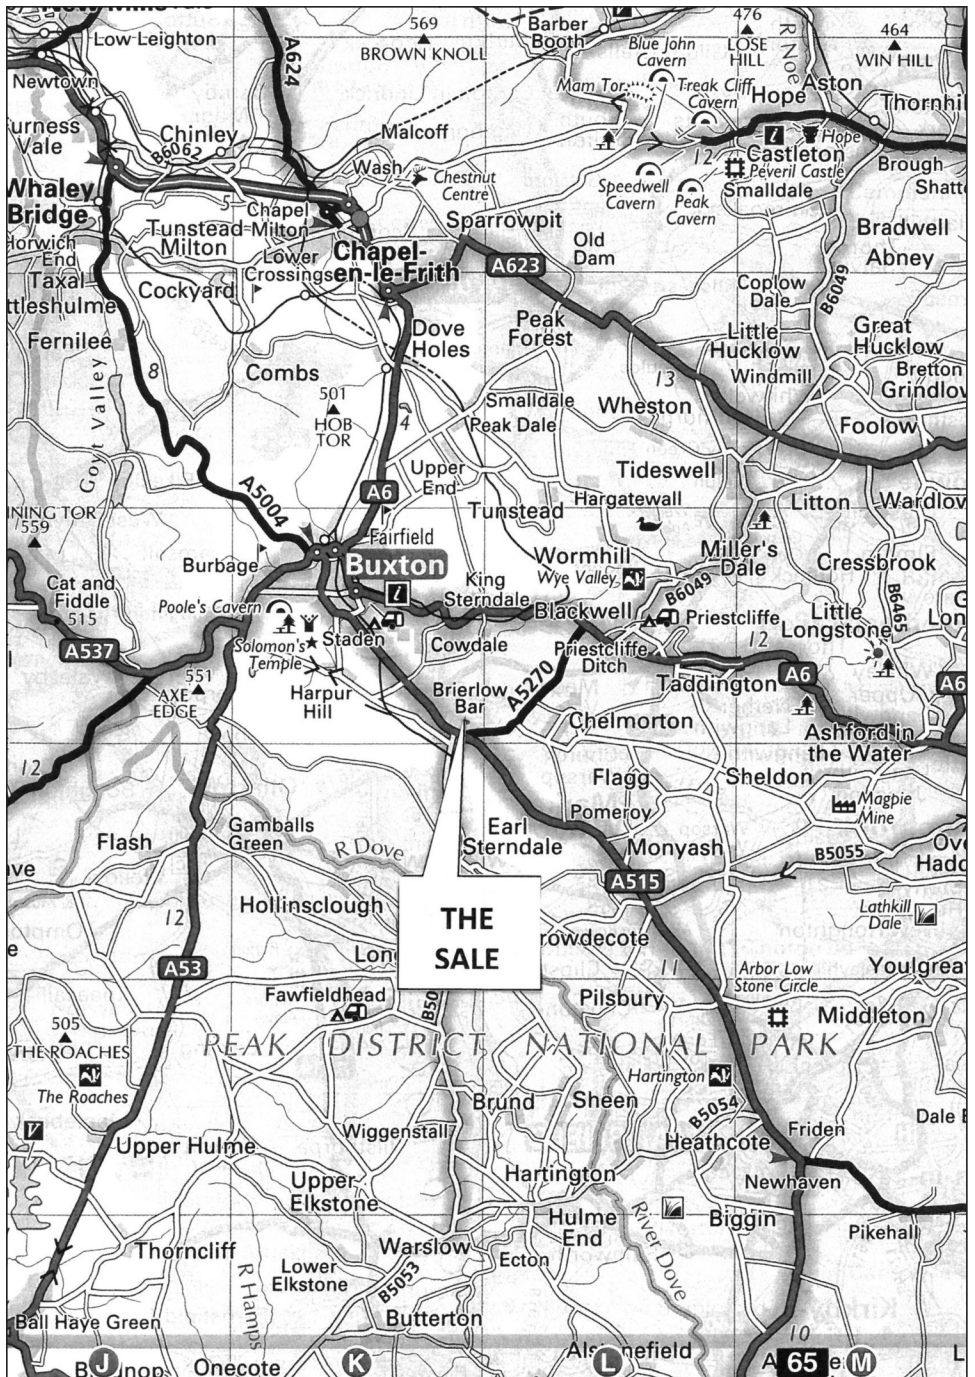 Low Leighton
A624
569
BROWN KNOLL
Barber
Booth
Blue John
Cavern
476
LOSE
HILL
R Noe
464
WIN HILL
Newtown
Mam Tor
Treak Cliff
Cavern
Hope
Aston
Vale
Chinley
B6062
Malcoff
12
Hope
Castleton
Peveril Castle
Smalldale
Brough
Wash
Chestnut
Centre
Speedwell
Cavern
Peak
Cavern
Whaley
Bridge
5
Chapel
Milton
Tunstead
Milton
Sparrowpit
Bradwell
Abney
Horwich
End
Taxal
Lower
Crossings
Chapel-
en-le-Frith
A623
Old
Dam
Cockyard
Coplow
Dale
B6049
Fernilee
Dove
Holes
Peak
Forest
Little
Hucklow
Great
Hucklow
Windmill
Bretton
8
Combs
13
Goyt Valley
501
HOB
TOR
4
Smalldale
Peak Dale
Wheston
Foolow
Upper
End
Tideswell
A5004
A6
Tunstead
Hargatewall
Litton
559
Fairfield
Buxton
Burbage
Wormhill
Wye Valley
Miller's
Dale
Cressbrook
Cat and
Fiddle
515
King
Sterndale
B6049
B6465
Poole's Cavern
Blackwell
Priestcliffe
Little
Longstone
A537
Solomon's
Temple
Staden
Cowdale
Priestcliffe
Ditch
12
551
AXE
EDGE
Harpur
Hill
Brierlow
Bar
A5270
Taddington
A6
A6
Chelmorton
Ashford in
the Water
12
Flagg
Sheldon
Pomeroy
Magpie
Mine
Flash
Gamballs
Green
R Dove
Earl
Sterndale
Monyash
B5055
A515
Hollinsclough
THE
SALE
12
Lathkill
Dale
A53
11
Arbor Low
Stone Circle
Fawfieldhead
Pilsbury
Middleton
505
THE ROACHES
PEAK DISTRICT NATIONAL PARK
The Roaches
Hartington
Brund
Sheen
B5054
Wiggenstall
Heathcote
Friden
Upper Hulme
Upper
Elkstone
Hartington
Newhaven
Hulme
End
River Dove
Biggin
Pikehall
Thorncliff
Warslow
Ecton
Lower
Elkstone
R Hamps
B5053
Butterton
Ball Haye Green
10
J
K
L
65
M
Onecote